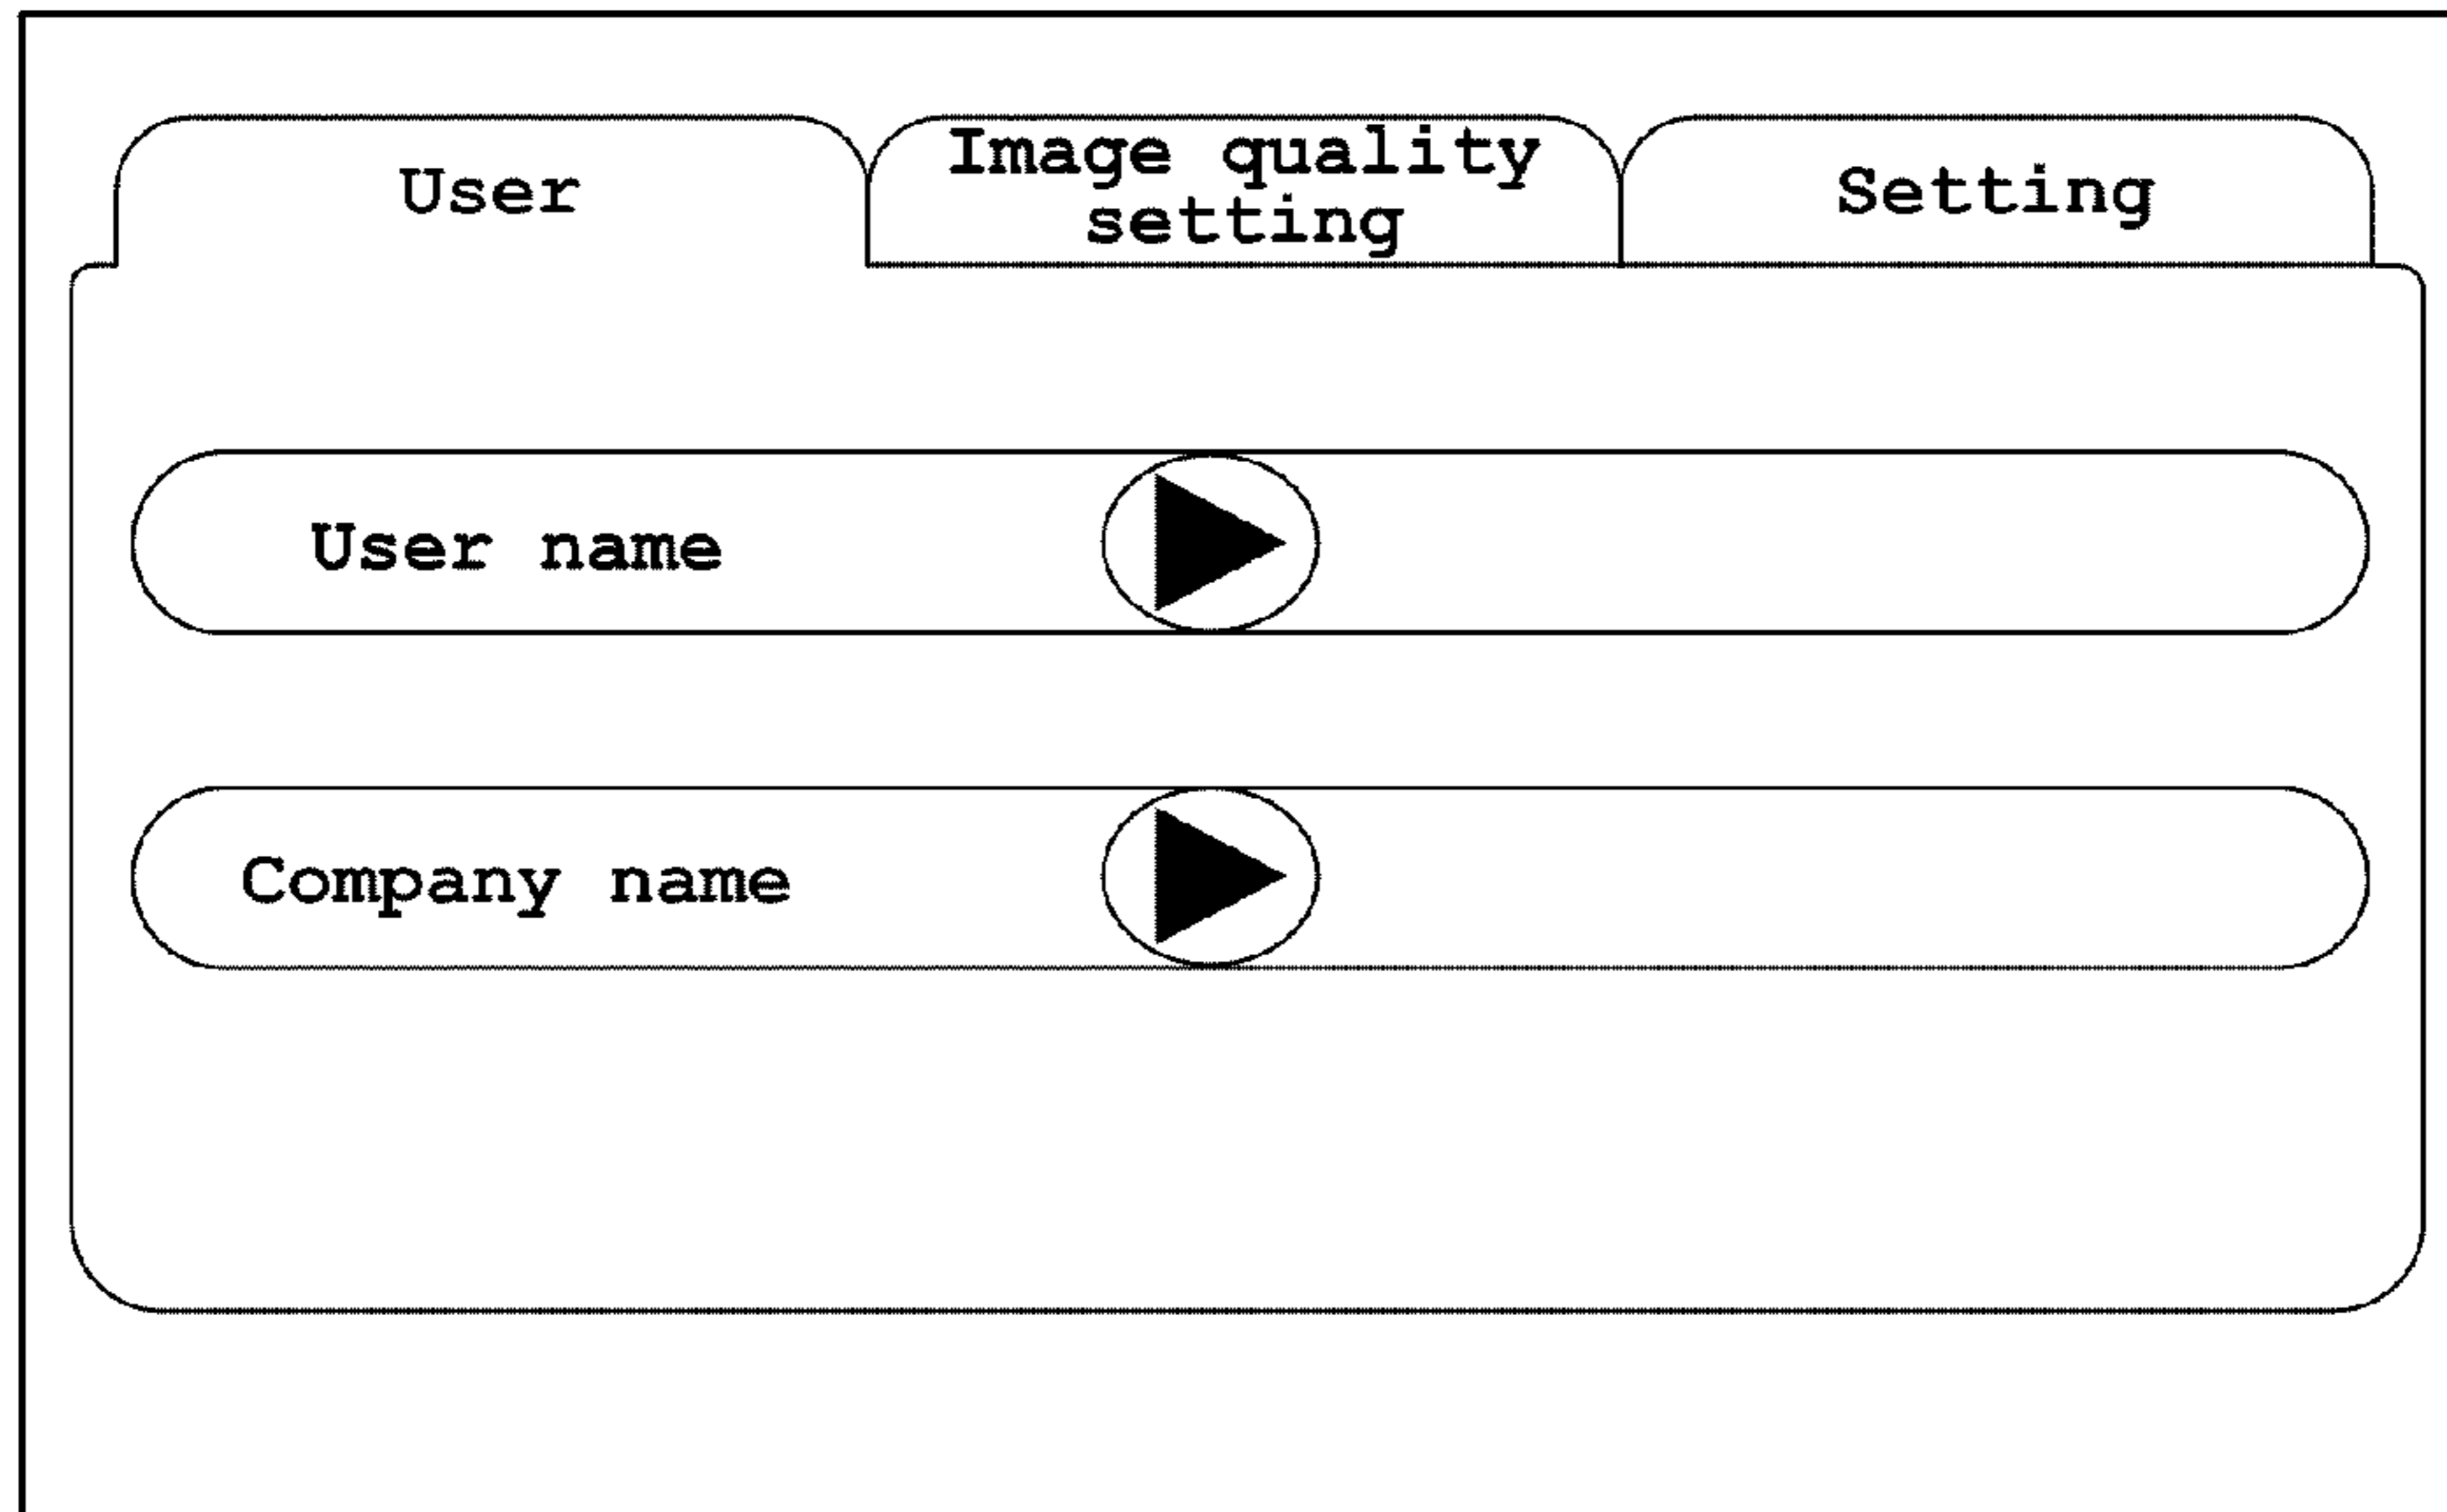 User
Image quality
setting
Setting
User name
Company name